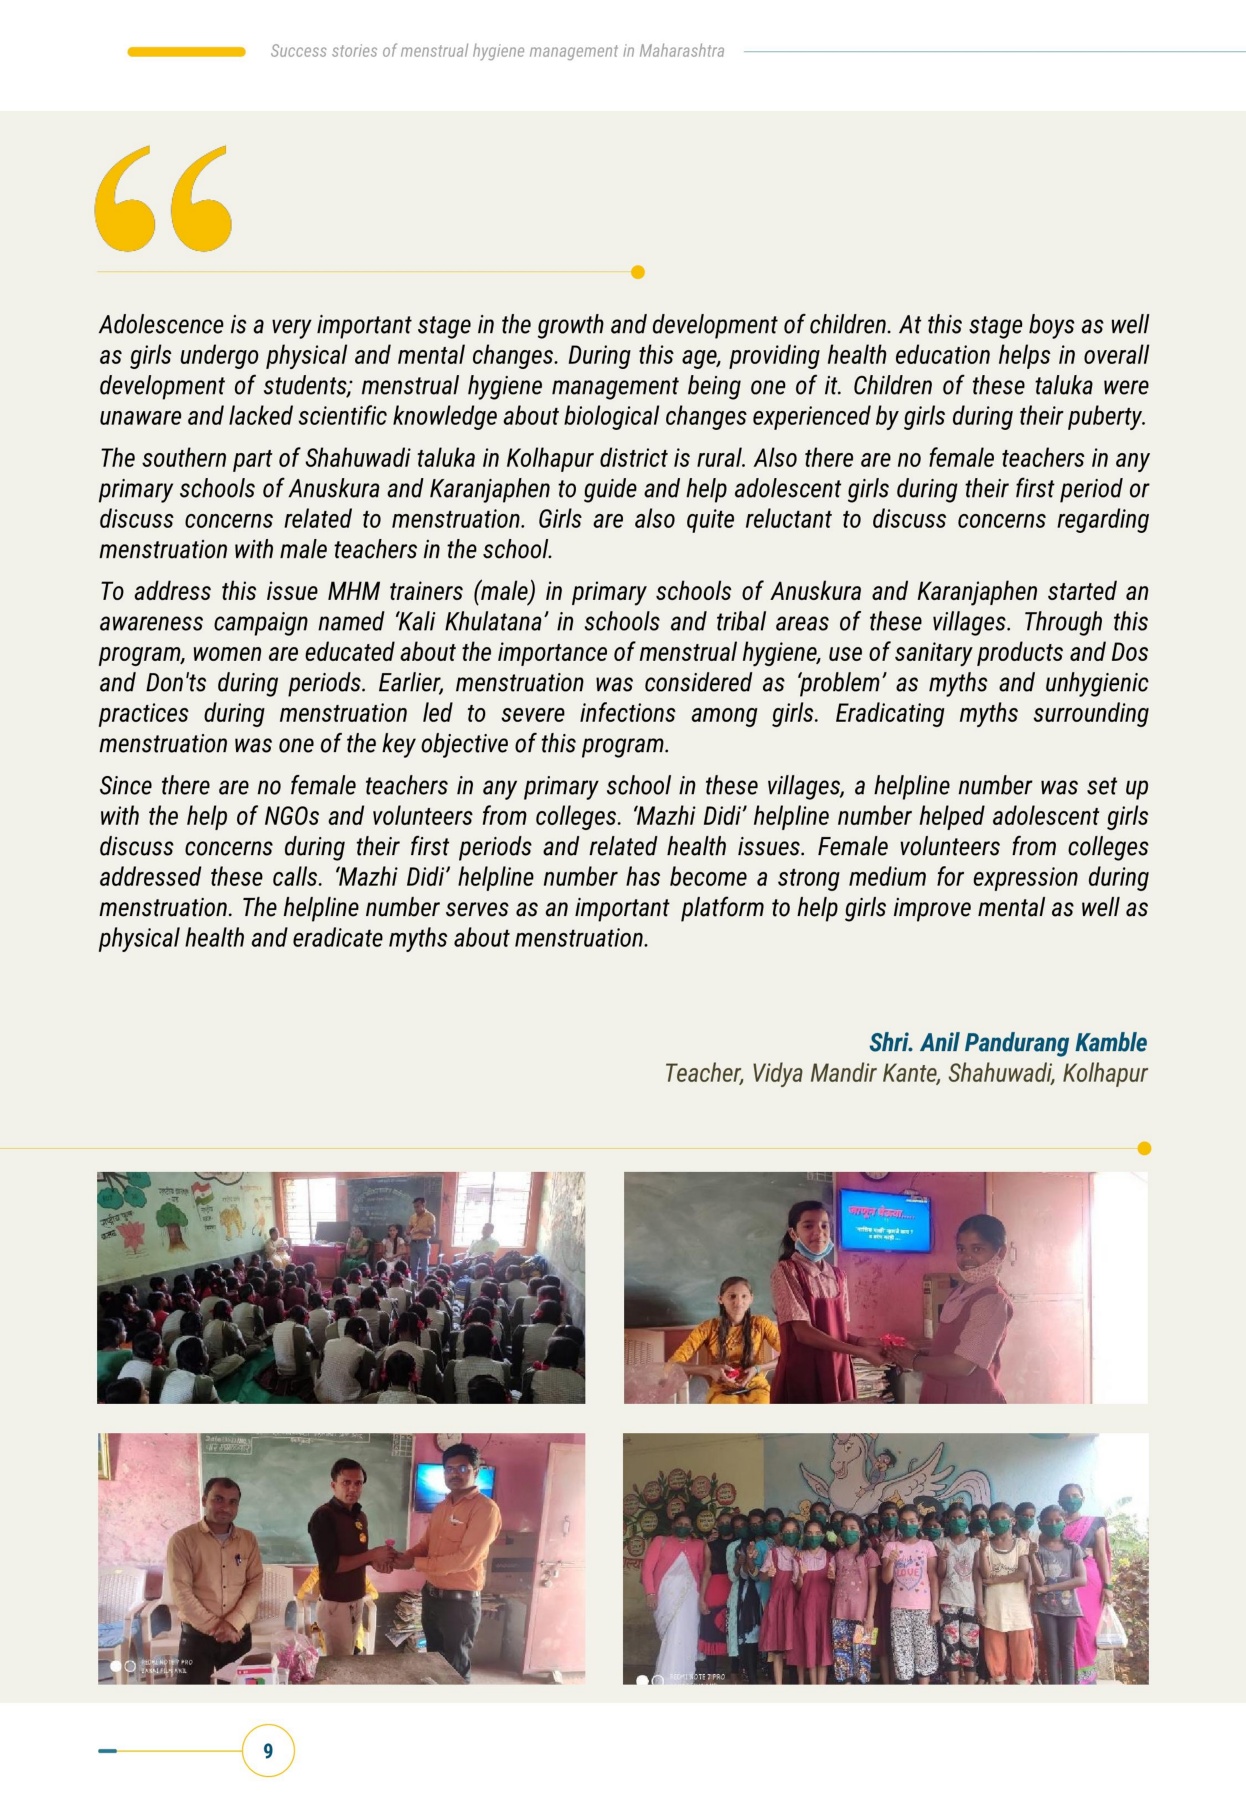 Success stories of menstrual hygiene management in Maharashtra
“
Adolescence is a very important stage in the growth and development of children. At this stage boys as well
as girls undergo physical and mental changes. During this age, providing health education helps in overall
development of students; menstrual hygiene management being one of it. Children of these taluka were
unaware and lacked scientific knowledge about biological changes experienced by girls during their puberty.
The southern part of Shahuwadi taluka in Kolhapur district is rural. Also there are no female teachers in any
primary schools of Anuskura and Karanjaphen to guide and help adolescent girls during their first period or
discuss concerns related to menstruation. Girls are also quite reluctant to discuss concerns regarding
menstruation with male teachers in the school.
To address this issue MHM trainers (male) in primary schools of Anuskura and Karanjaphen started an
awareness campaign named ‘Kali Khulatana’ in schools and tribal areas of these villages. Through this
program, women are educated about the importance of menstrual hygiene, use of sanitary products and Dos
and Don'ts during periods. Earlier, menstruation was considered as ‘problem’ as myths and unhygienic
practices during menstruation led to severe infections among girls. Eradicating myths surrounding
menstruation was one of the key objective of this program.
Since there are no female teachers in any primary school in these villages, a helpline number was set up
with the help of NGOs and volunteers from colleges. ‘Mazhi Didi’ helpline number helped adolescent girls
discuss concerns during their first periods and related health issues. Female volunteers from colleges
addressed these calls. ‘Mazhi Didi’ helpline number has become a strong medium for expression during
menstruation. The helpline number serves as an important platform to help girls improve mental as well as
physical health and eradicate myths about menstruation.
Shri. Anil Pandurang Kamble
Teacher, Vidya Mandir Kante, Shahuwadi, Kolhapur
REDMI NOTE 7 PRO
REDMI NOTE 7 PRO
LOVE
9